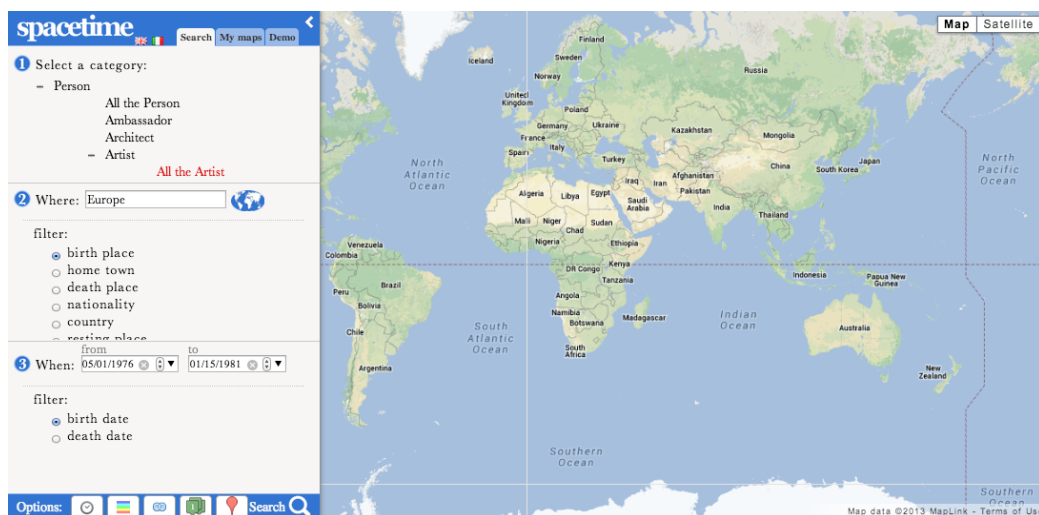 spacetime
Search My maps Demo
1 Select a category:
− Person
All the Person
Ambassador
Architect
− Artist
All the Artist
2 Where: Europe
filter:
birth place
home town
death place
nationality
country
resting place
from to
3 When: 05/01/1976 01/15/1981
filter:
birth date
death date
Options: Search
Map Satellite
Finland
Iceland
Sweden
Russia
Norway
United
Kingdom
Poland
Germany
Ukraine
France
Kazakhstan
Mongolia
Spain
Italy
Turkey
China
Japan
South Korea
North
Atlantic
Ocean
North
Pacific
Ocean
Afghanistan
Iraq
Iran
Pakistan
Algeria
Libya
Egypt
Saudi
Arabia
India
Mali
Niger
Chad
Sudan
Thailand
Nigeria
Ethiopia
Venezuela
Colombia
Kenya
DR Congo
Tanzania
Indonesia
Papua New
Guinea
Peru
Brazil
Bolivia
Angola
Namibia
Botswana
Madagascar
Indian
Ocean
Australia
Chile
South
Atlantic
Ocean
South
Africa
Argentina
New
Zealand
Southern
Ocean
Southern
Ocean
Map data ©2013 MapLink - Terms of Use